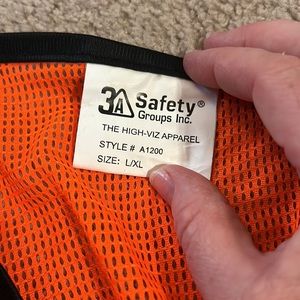 3A Safety®
Groups Inc.
THE HIGH-VIZ APPAREL
STYLE # A1200
SIZE: L/XL